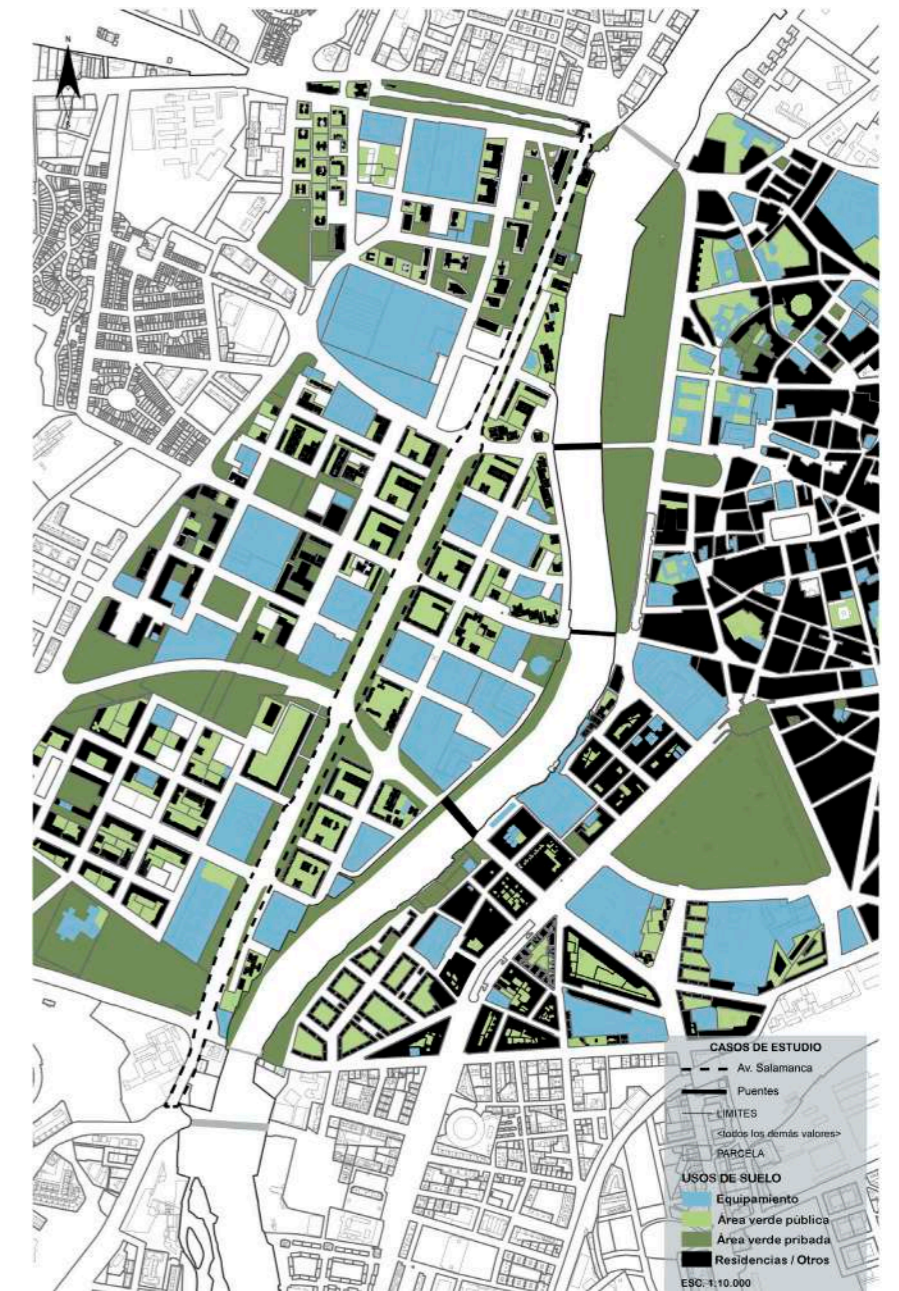 N
CASOS DE ESTUDIO
Av. Salamanca
Puentes
LIMITES
<todos los demás valores>
PARCELA
USOS DE SUELO
Equipamiento
Área verde pública
Área verde pribada
Residencias / Otros
ESC. 1:10.000